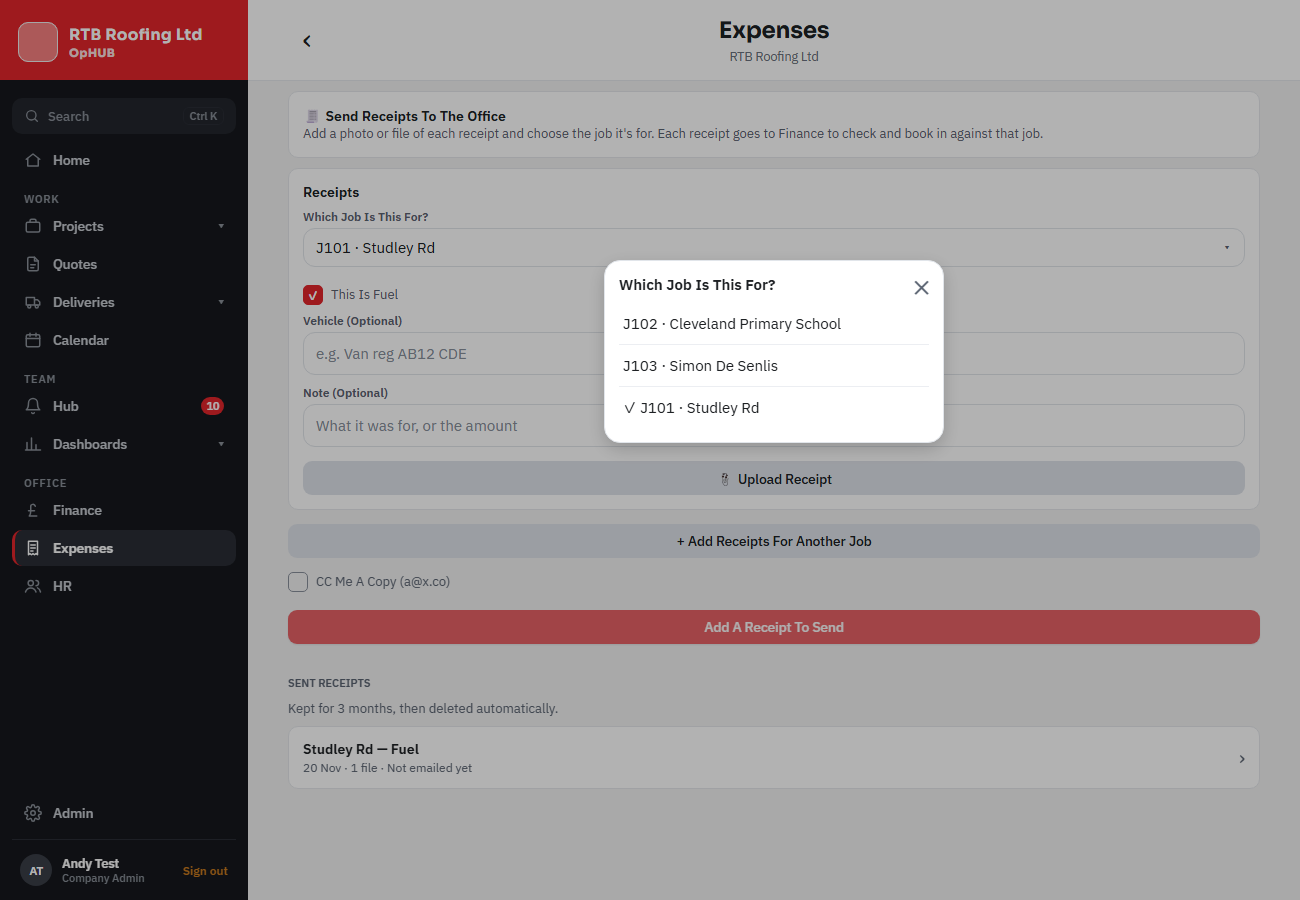 RTB Roofing Ltd
OpHUB
Search Ctrl K
Home
WORK
Projects
Quotes
Deliveries
Calendar
TEAM
Hub 10
Dashboards
OFFICE
Finance
Expenses
HR
Admin
AT Andy Test
Company Admin
Sign out
Expenses
RTB Roofing Ltd
Send Receipts To The Office
Add a photo or file of each receipt and choose the job it's for. Each receipt goes to Finance to check and book in against that job.
Receipts
Which Job Is This For?
J101 · Studley Rd
This Is Fuel
Vehicle (Optional)
e.g. Van reg AB12 CDE
Note (Optional)
What it was for, or the amount
Upload Receipt
+ Add Receipts For Another Job
CC Me A Copy (a@x.co)
Add A Receipt To Send
SENT RECEIPTS
Kept for 3 months, then deleted automatically.
Studley Rd — Fuel
20 Nov · 1 file · Not emailed yet
Which Job Is This For?
J102 · Cleveland Primary School
J103 · Simon De Senlis
✓ J101 · Studley Rd